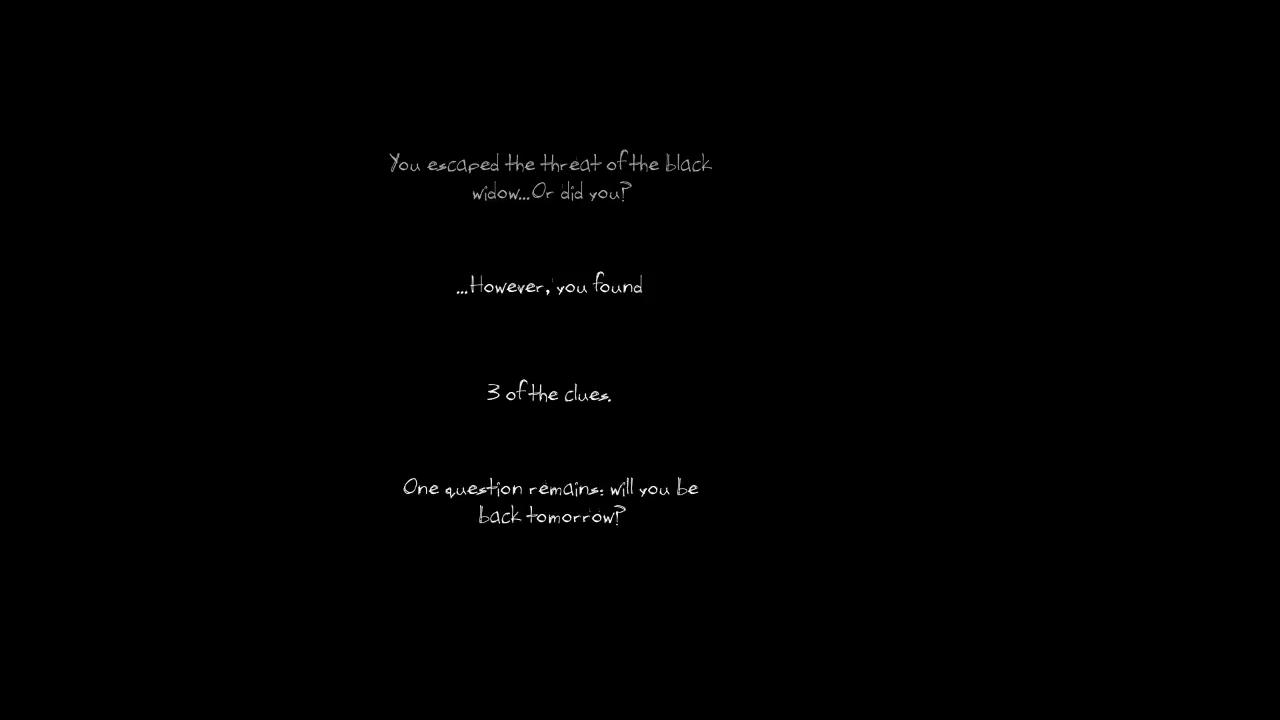 You escaped the threat of the black
widow...Or did you?
...However, you found
3 of the clues.
One question remains: will you be
back tomorrow?